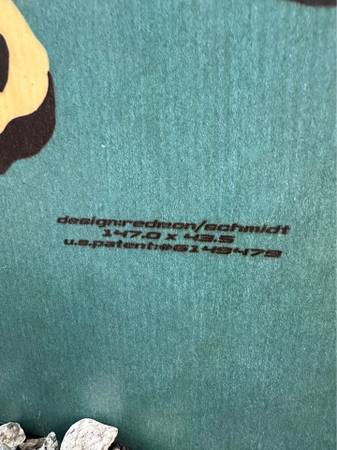 design:redmon/schmidt
147.0 x 43.5
u.s.patent:#6149479